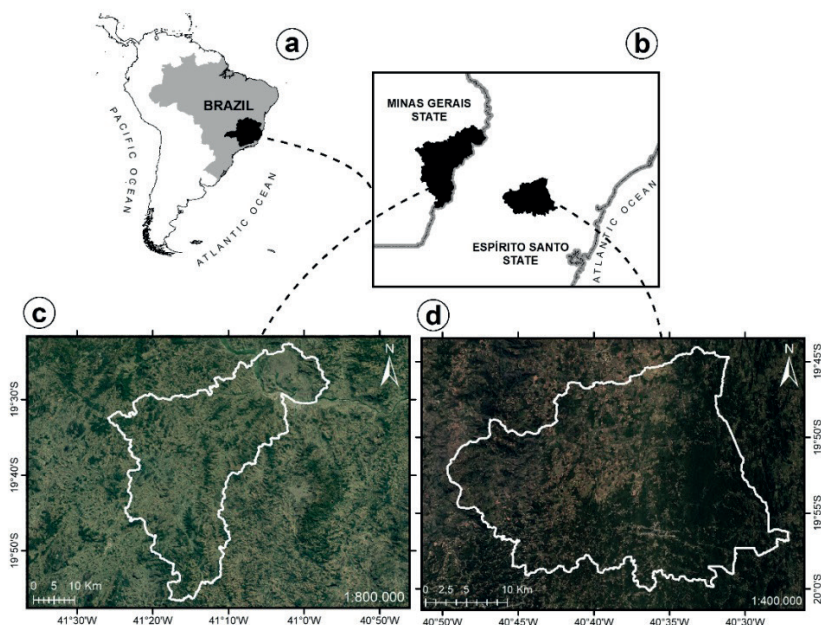 a
BRAZIL
PACIFIC OCEAN
ATLANTIC OCEAN
b
MINAS GERAIS
STATE
ESPÍRITO SANTO
STATE
ATLANTIC OCEAN
c
N
19°30'S
19°40'S
19°50'S
0 5 10 Km
1:800,000
41°30'W
41°20'W
41°10'W
41°00'W
40°50'W
d
N
19°45'S
19°50'S
19°55'S
20°0'S
0 2,5 5 10 Km
1:400,000
40°50'W
40°45'W
40°40'W
40°35'W
40°30'W